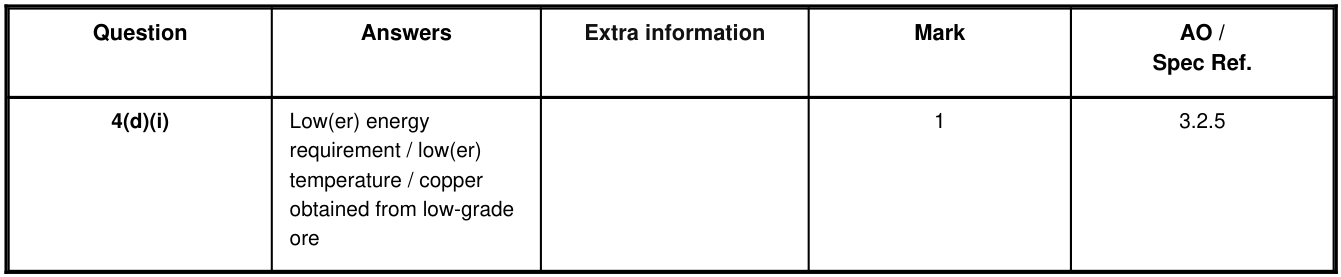 Question
Answers
Extra information
Mark
AO /
Spec Ref.
4(d)(i)
Low(er) energy
requirement / low(er)
temperature / copper
obtained from low-grade
ore
1
3.2.5